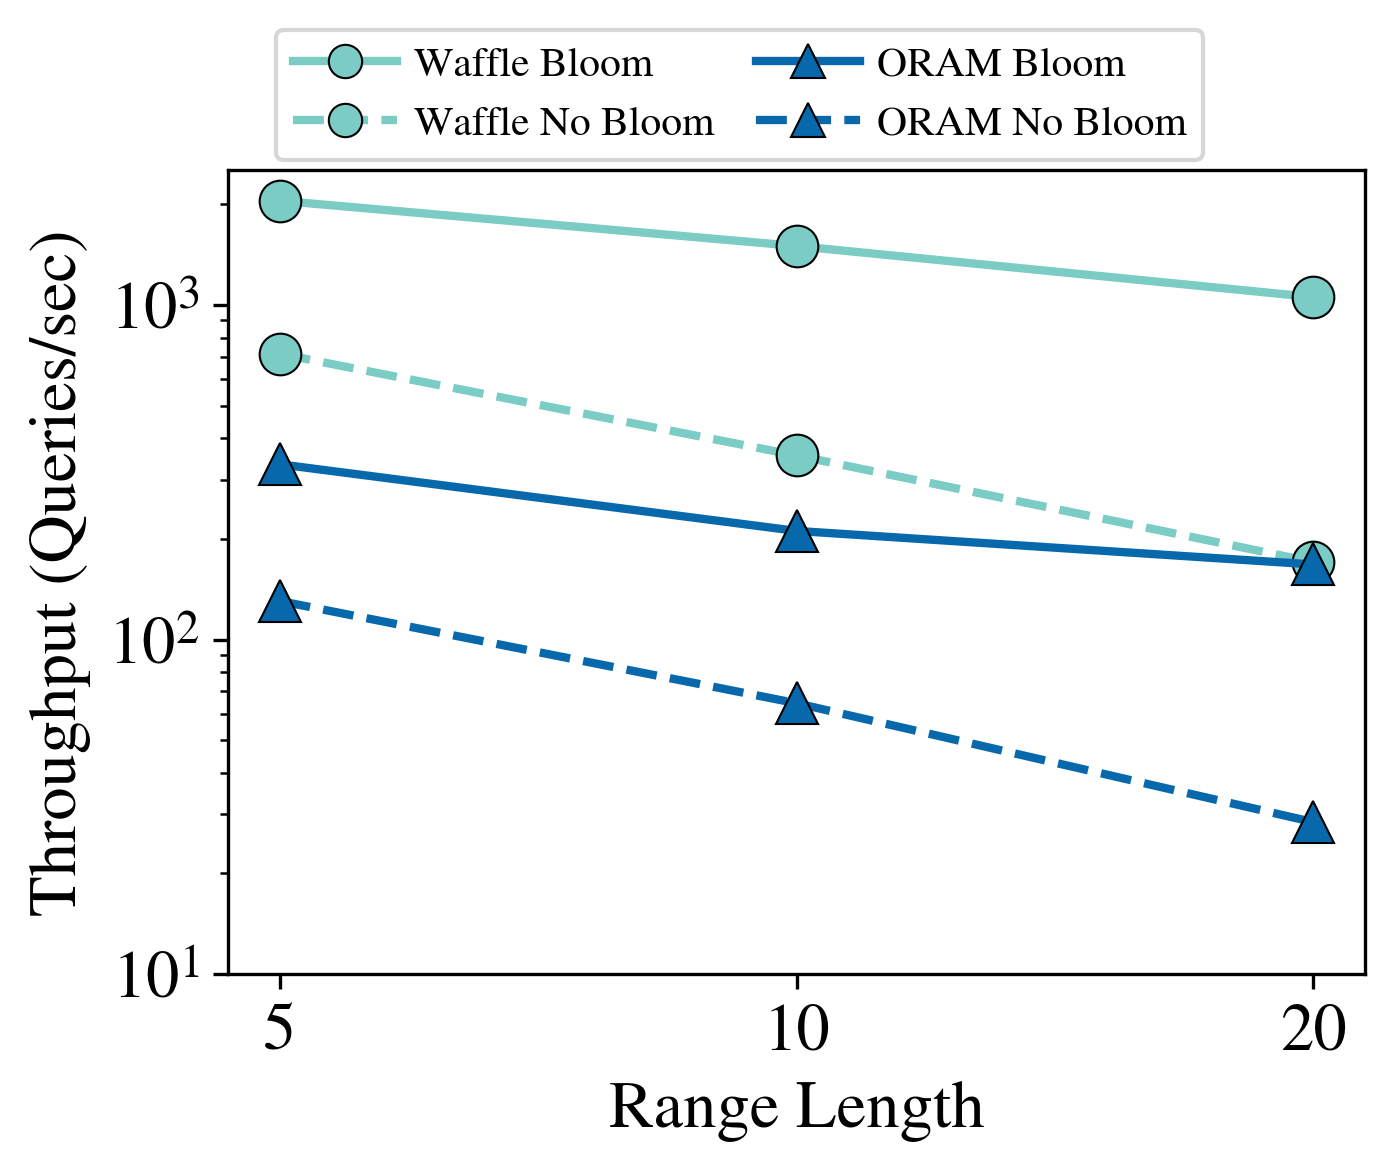 Waffle Bloom
ORAM Bloom
Waffle No Bloom
ORAM No Bloom
Throughput (Queries/sec)
10³
10²
10¹
5
10
20
Range Length